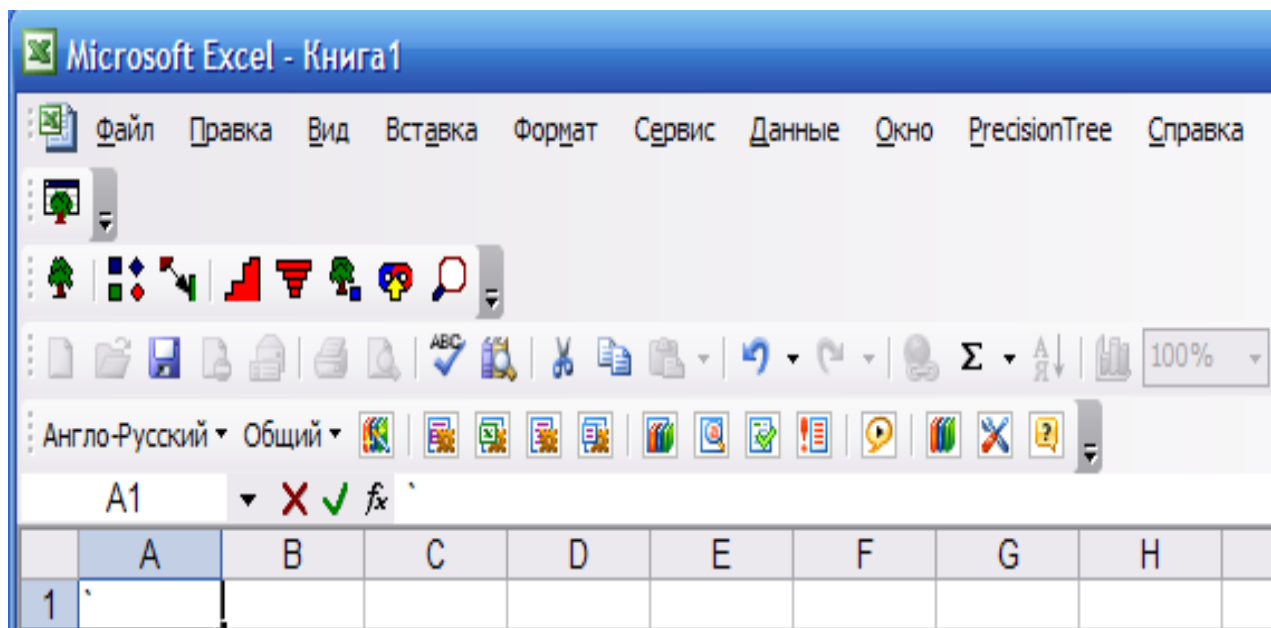 Microsoft Excel - Книга1
Файл Правка Вид Вставка Формат Сервис Данные Окно PrecisionTree Справка
ABC Σ А Я 100%
Англо-Русский Общий
A1 fx `
A B C D E F G H
1 `